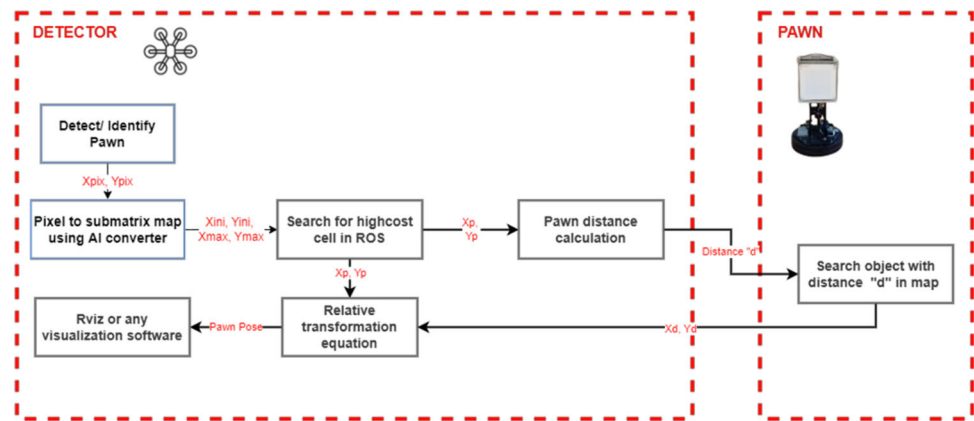 DETECTOR
PAWN
Detect/ Identify
Pawn
Xpix, Ypix
Pixel to submatrix map
using AI converter
Xini, Yini,
Xmax, Ymax
Search for highcost
cell in ROS
Xp,
Yp
Pawn distance
calculation
Distance "d"
Search object with
distance "d" in map
Xp, Yp
Rviz or any
visualization software
Pawn Pose
Relative
transformation
equation
Xd, Yd